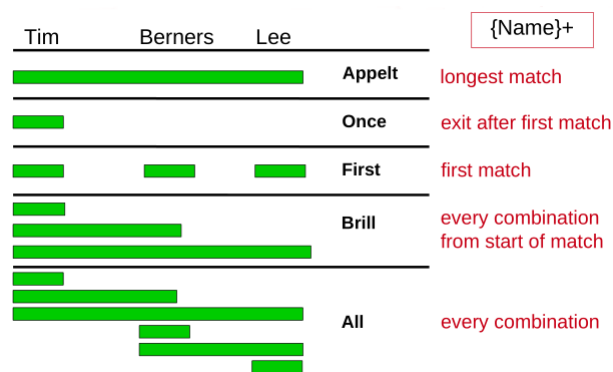 {Name}+
Tim Berners Lee
Appelt longest match
Once exit after first match
First first match
Brill every combination
from start of match
All every combination